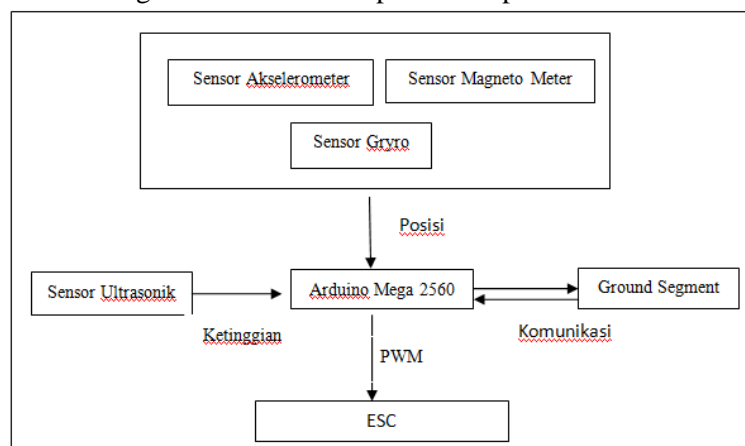 Sensor Akselerometer
Sensor Magneto Meter
Sensor Gryro
Posisi
Sensor Ultrasonik
Arduino Mega 2560
Ground Segment
Ketinggian
Komunikasi
PWM
ESC